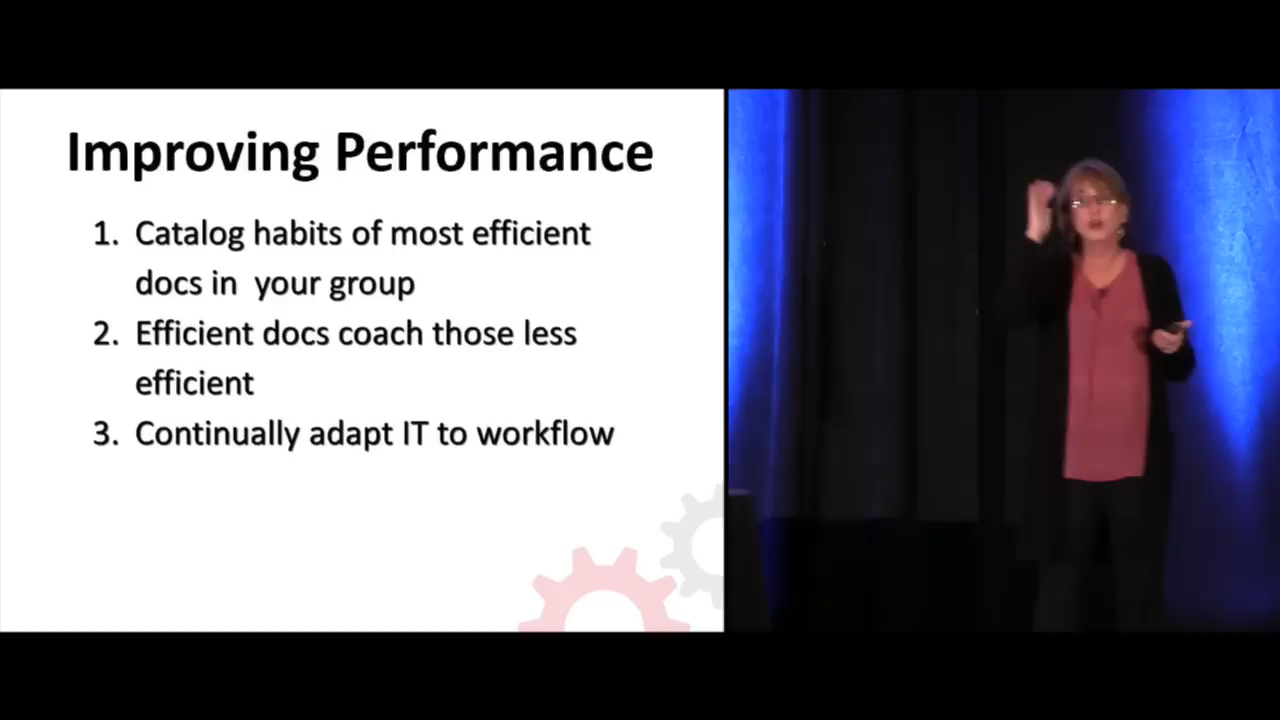 Improving Performance
1. Catalog habits of most efficient
docs in your group
2. Efficient docs coach those less
efficient
3. Continually adapt IT to workflow